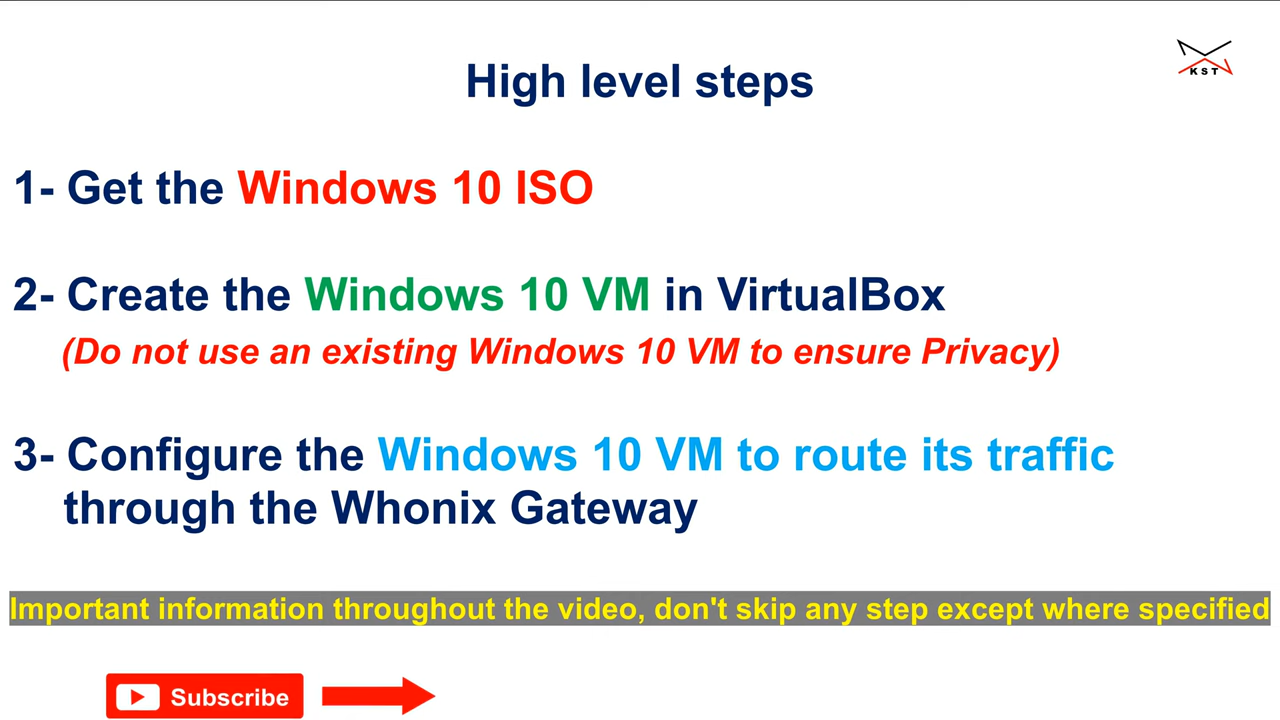 High level steps
KST
1- Get the Windows 10 ISO
2- Create the Windows 10 VM in VirtualBox
(Do not use an existing Windows 10 VM to ensure Privacy)
3- Configure the Windows 10 VM to route its traffic
through the Whonix Gateway
Important information throughout the video, don't skip any step except where specified
Subscribe